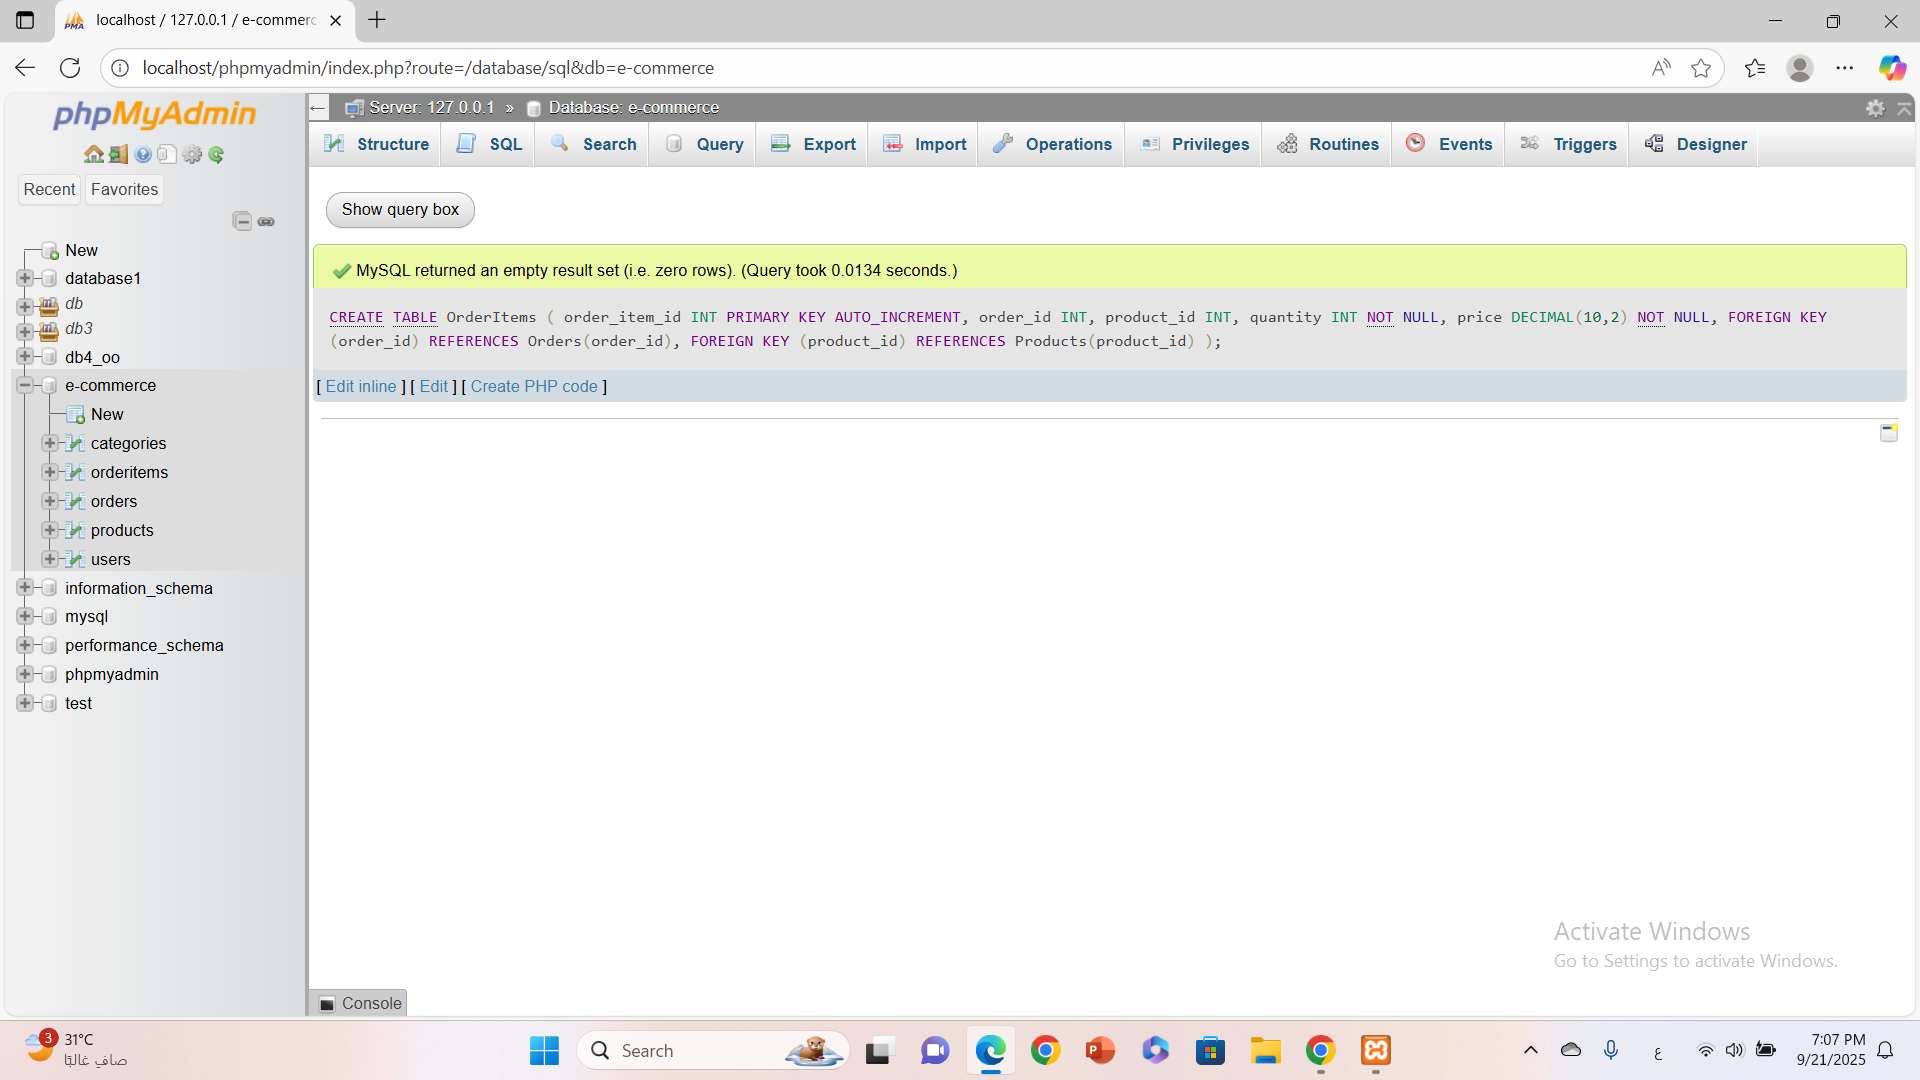 localhost / 127.0.0.1 / e-commerc
localhost/phpmyadmin/index.php?route=/database/sql&db=e-commerce
phpMyAdmin
Recent
Favorites
New
database1
db
db3
db4_oo
e-commerce
New
categories
orderitems
orders
products
users
information_schema
mysql
performance_schema
phpmyadmin
test
Server: 127.0.0.1 » Database: e-commerce
Structure SQL Search Query Export Import Operations Privileges Routines Events Triggers Designer
Show query box
MySQL returned an empty result set (i.e. zero rows). (Query took 0.0134 seconds.)
CREATE TABLE OrderItems ( order_item_id INT PRIMARY KEY AUTO_INCREMENT, order_id INT, product_id INT, quantity INT NOT NULL, price DECIMAL(10,2) NOT NULL, FOREIGN KEY
(order_id) REFERENCES Orders(order_id), FOREIGN KEY (product_id) REFERENCES Products(product_id) );
[ Edit inline ] [ Edit ] [ Create PHP code ]
Activate Windows
Go to Settings to activate Windows.
Console
3
31°C
صافٍ غالبًا
Search
ع
7:07 PM
9/21/2025